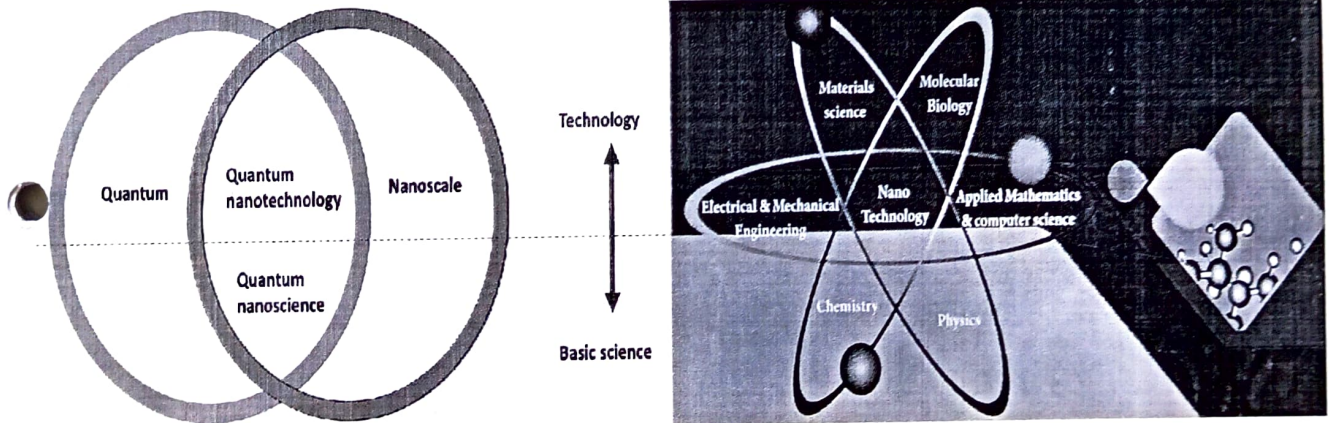 Quantum
Quantum
nanotechnology
Nanoscale
Quantum
nanoscience
Technology
Basic science
Materials
science
Molecular
Biology
Electrical & Mechanical
Engineering
Nano
Technology
Applied Mathematics
& computer science
Chemistry
Physics